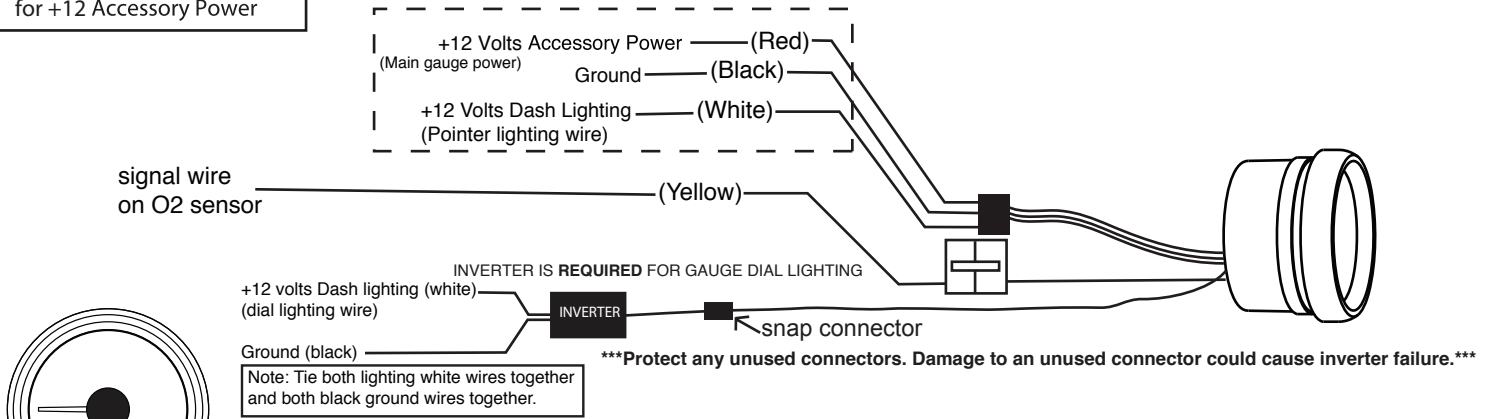 for +12 Accessory Power
+12 Volts Accessory Power (Red)
(Main gauge power)
Ground (Black)
+12 Volts Dash Lighting (White)
(Pointer lighting wire)
signal wire
on O2 sensor
(Yellow)
INVERTER IS REQUIRED FOR GAUGE DIAL LIGHTING
+12 volts Dash lighting (white)
(dial lighting wire)
INVERTER
snap connector
Ground (black)
***Protect any unused connectors. Damage to an unused connector could cause inverter failure.***
Note: Tie both lighting white wires together
and both black ground wires together.